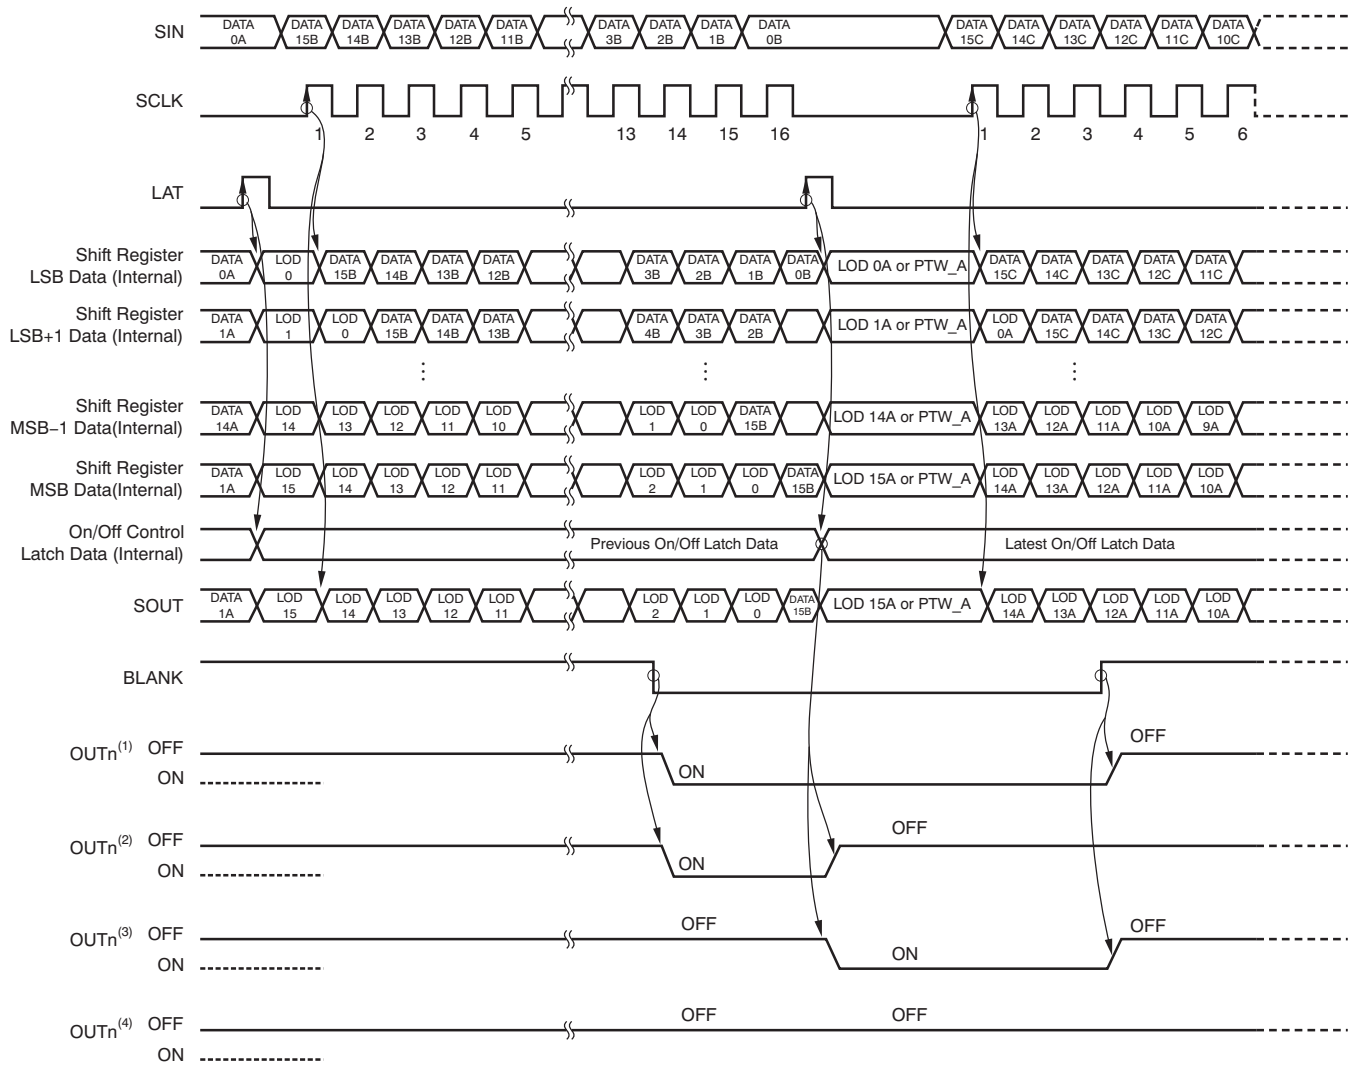 SIN DATA 0A DATA 15B DATA 14B DATA 13B DATA 12B DATA 11B DATA 3B DATA 2B DATA 1B DATA 0B DATA 15C DATA 14C DATA 13C DATA 12C DATA 11C DATA 10C
SCLK
1 2 3 4 5 13 14 15 16 1 2 3 4 5 6
LAT
Shift Register
LSB Data (Internal) DATA 0A LOD 0 DATA 15B DATA 14B DATA 13B DATA 12B DATA 3B DATA 2B DATA 1B DATA 0B LOD 0A or PTW_A DATA 15C DATA 14C DATA 13C DATA 12C DATA 11C
Shift Register
LSB+1 Data (Internal) DATA 1A LOD 1 LOD 0 DATA 15B DATA 14B DATA 13B DATA 4B DATA 3B DATA 2B LOD 1A or PTW_A LOD 0A DATA 15C DATA 14C DATA 13C DATA 12C
Shift Register
MSB−1 Data(Internal) DATA 14A LOD 14 LOD 13 LOD 12 LOD 11 LOD 10 LOD 1 LOD 0 DATA 15B LOD 14A or PTW_A LOD 13A LOD 12A LOD 11A LOD 10A LOD 9A
Shift Register
MSB Data(Internal) DATA 1A LOD 15 LOD 14 LOD 13 LOD 12 LOD 11 LOD 2 LOD 1 LOD 0 DATA 15B LOD 15A or PTW_A LOD 14A LOD 13A LOD 12A LOD 11A LOD 10A
On/Off Control
Latch Data (Internal) Previous On/Off Latch Data Latest On/Off Latch Data
SOUT DATA 1A LOD 15 LOD 14 LOD 13 LOD 12 LOD 11 LOD 2 LOD 1 LOD 0 DATA 15B LOD 15A or PTW_A LOD 14A LOD 13A LOD 12A LOD 11A LOD 10A
BLANK
OUTn(1) OFF OFF
ON ON
OUTn(2) OFF OFF
ON ON
OUTn(3) OFF OFF OFF
ON ON
OUTn(4) OFF OFF OFF
ON